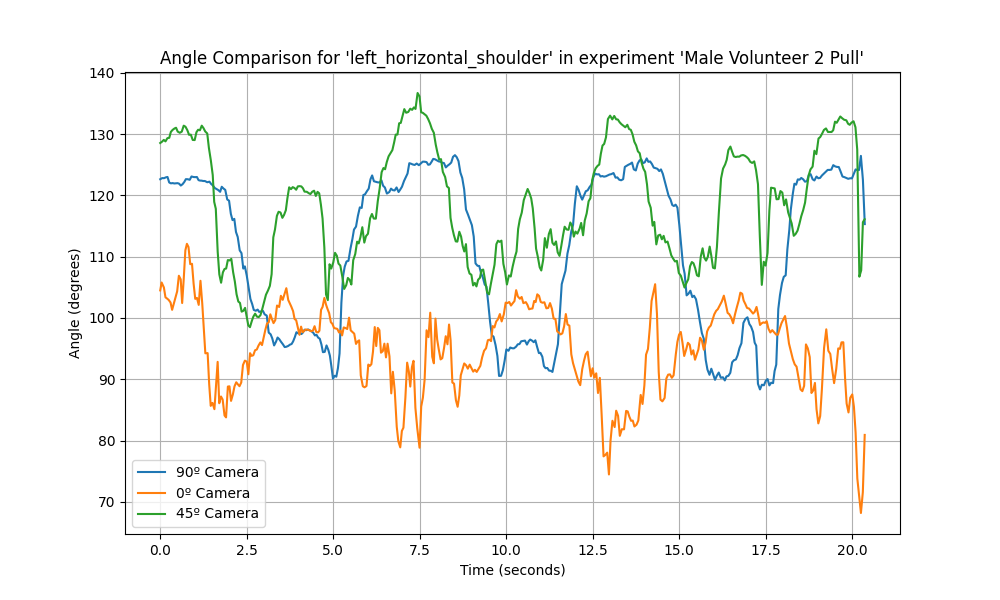 Angle Comparison for 'left_horizontal_shoulder' in experiment 'Male Volunteer 2 Pull'
Angle (degrees)
140
130
120
110
100
90
80
70
90º Camera
0º Camera
45º Camera
0.0 2.5 5.0 7.5 10.0 12.5 15.0 17.5 20.0
Time (seconds)